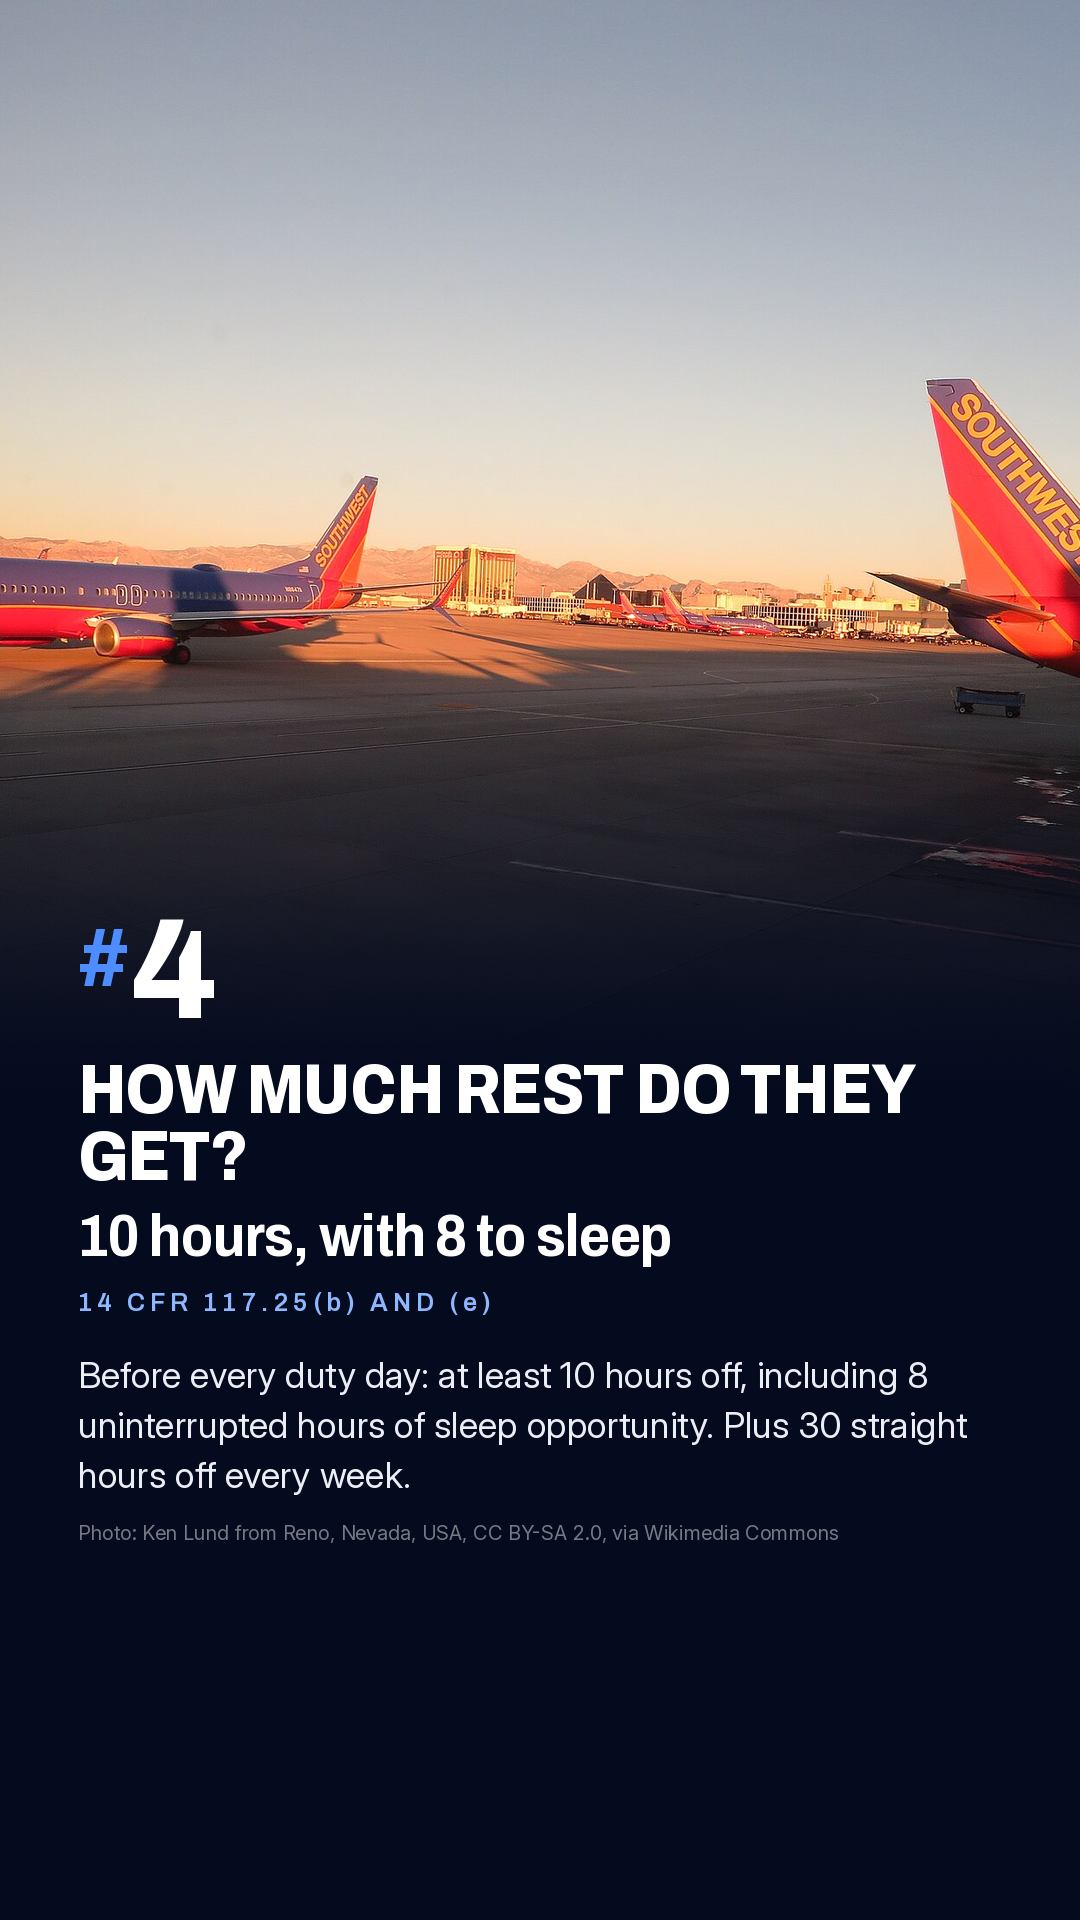 SOUTHWEST
SOUTHWES
#4
HOW MUCH REST DO THEY
GET?
10 hours, with 8 to sleep
14 CFR 117.25(b) AND (e)
Before every duty day: at least 10 hours off, including 8
uninterrupted hours of sleep opportunity. Plus 30 straight
hours off every week.
Photo: Ken Lund from Reno, Nevada, USA, CC BY-SA 2.0, via Wikimedia Commons